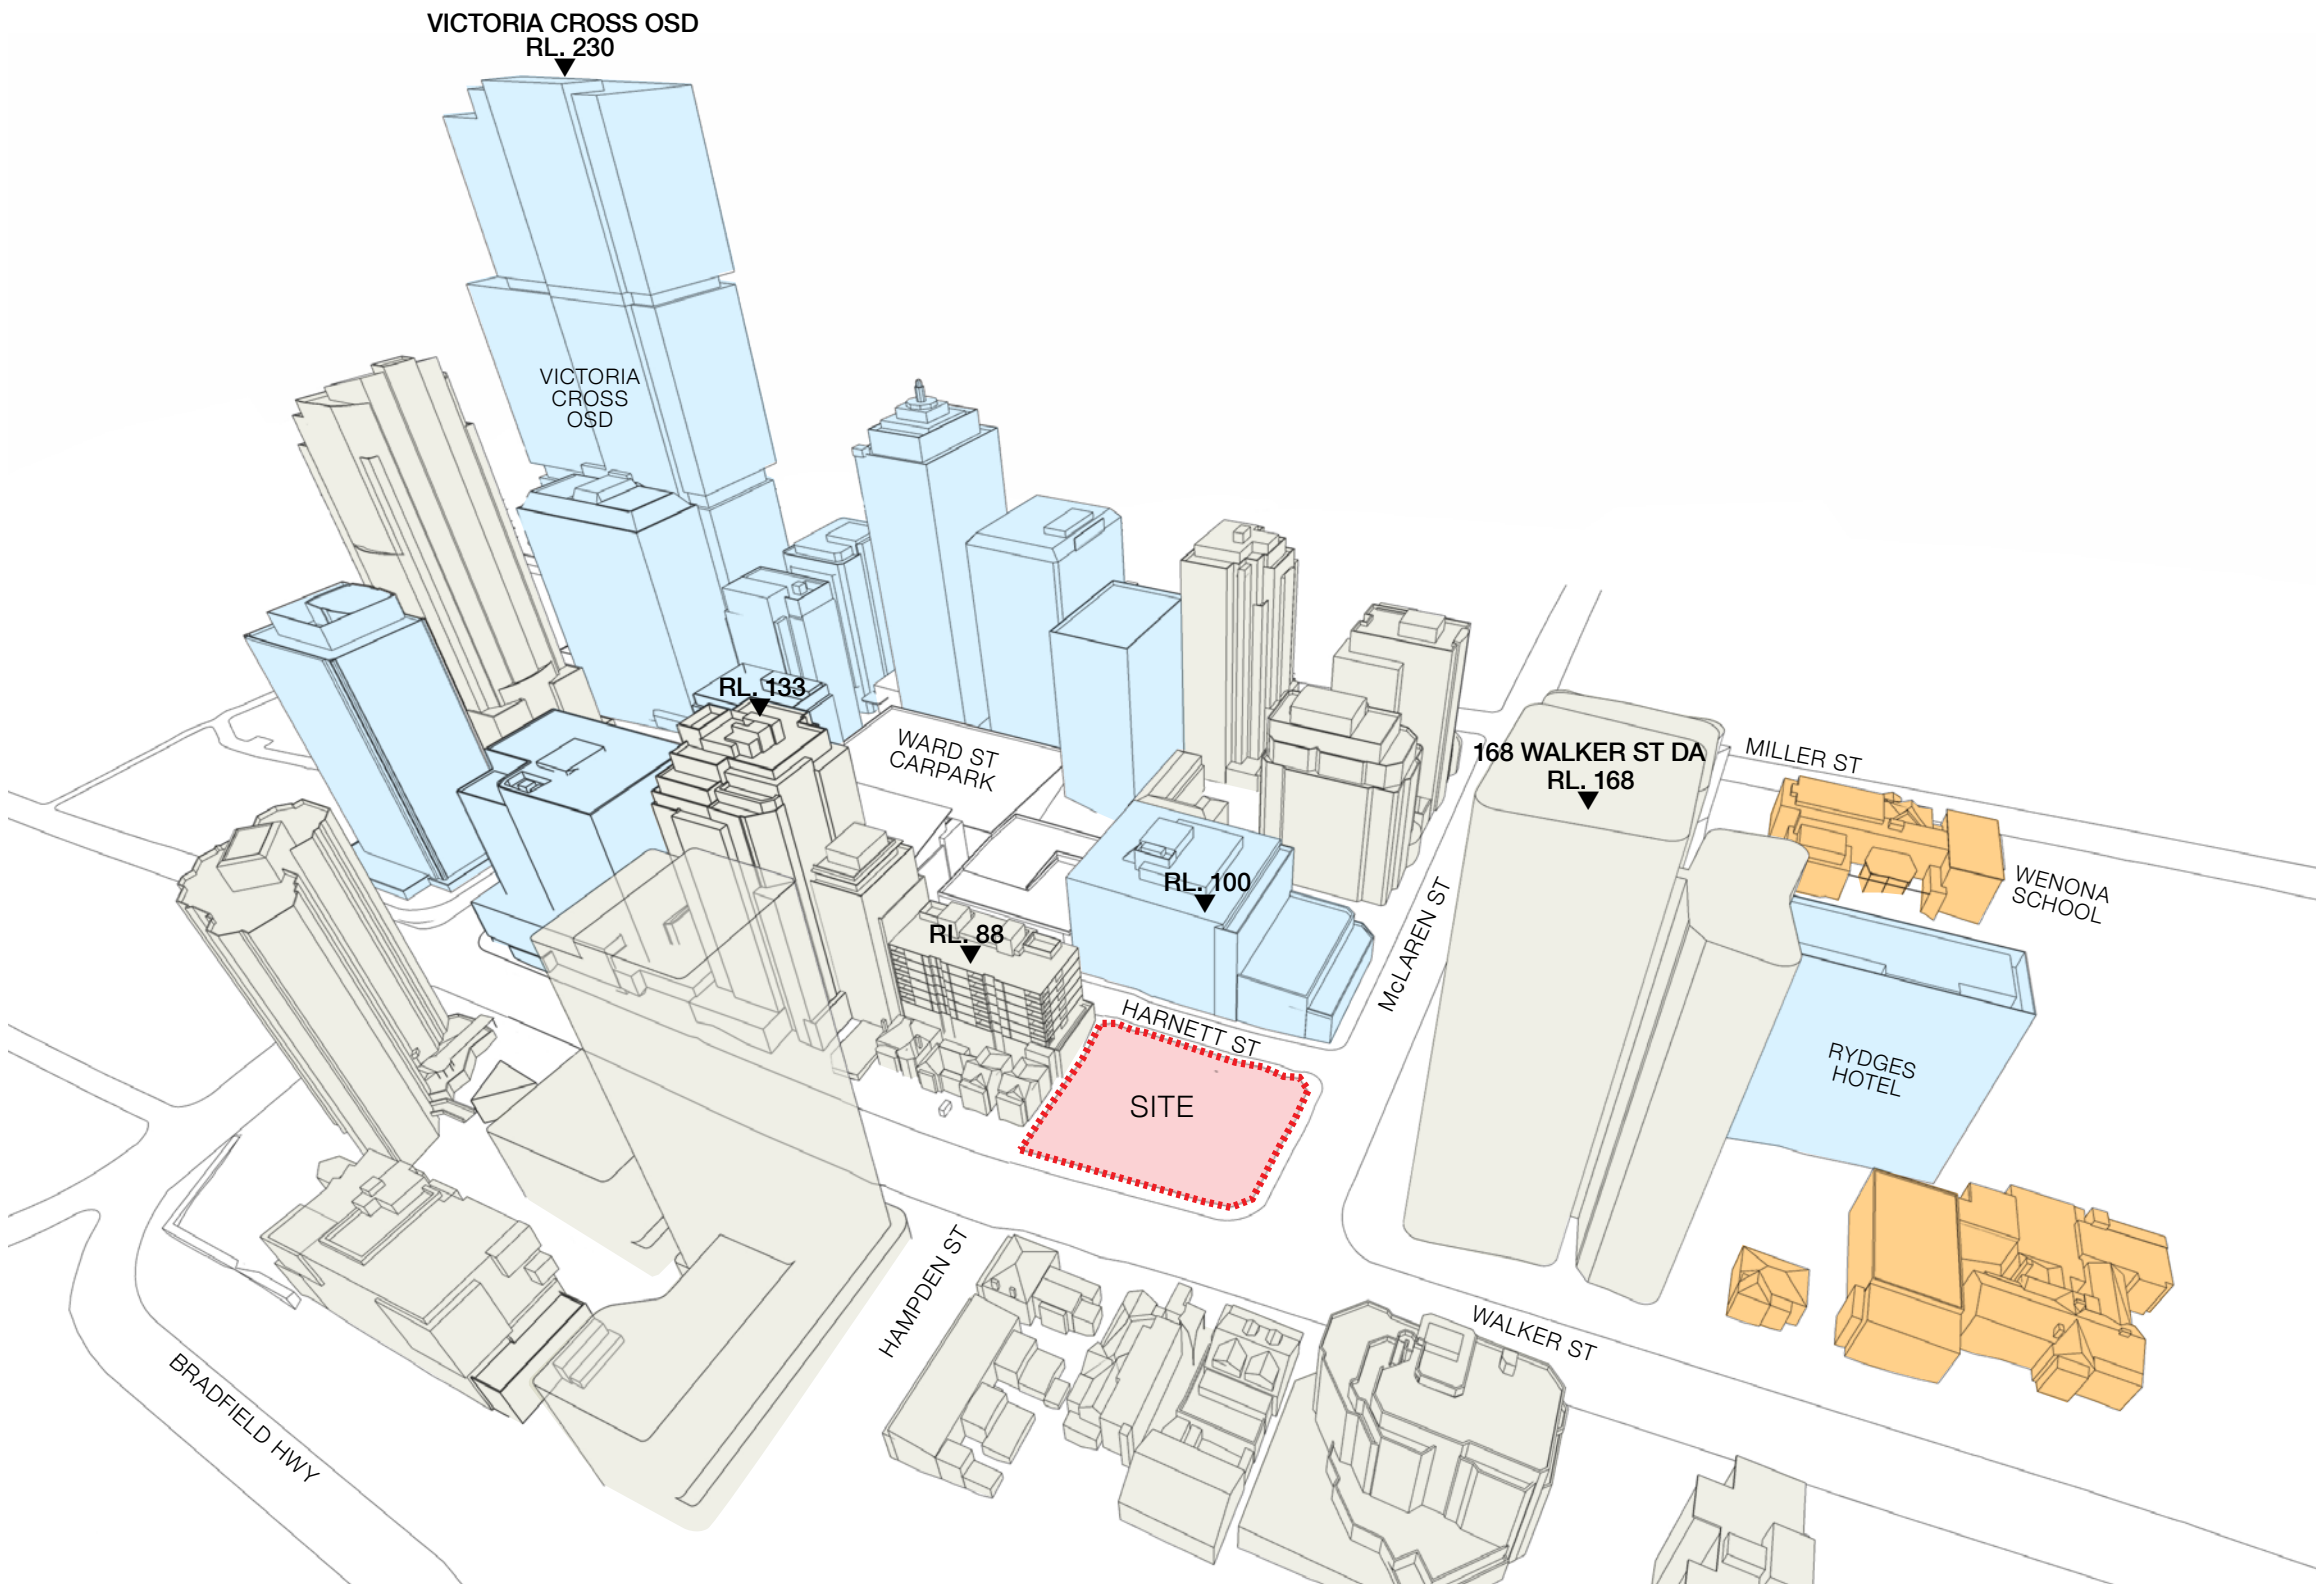 VICTORIA CROSS OSD
RL. 230
VICTORIA
CROSS
OSD
RL. 133
WARD ST
CARPARK
168 WALKER ST DA
RL. 168
MILLER ST
WENONA
SCHOOL
RL. 100
RL. 88
McLAREN ST
HARNETT ST
RYDGES
HOTEL
SITE
HAMPDEN ST
WALKER ST
BRADFIELD HWY